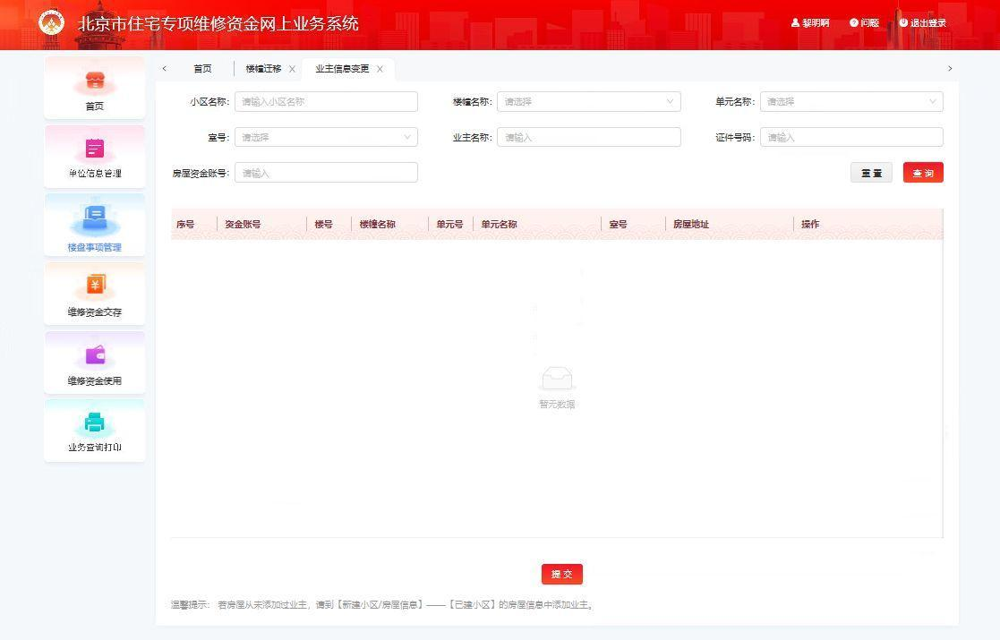 北京市住宅专项维修资金网上业务系统
黎明啊 问题 退出登录
首页 楼幢迁移 业主信息变更
首页
单位信息管理
楼盘事项管理
维修资金交存
维修资金使用
业务查询打印
小区名称: 请输入小区名称 楼幢名称: 请选择 单元名称: 请选择
室号: 请选择 业主名称: 请输入 证件号码: 请输入
房屋资金账号: 请输入 重 置 查 询
序号 资金账号 楼号 楼幢名称 单元号 单元名称 室号 房屋地址 操作
暂无数据
提 交
温馨提示: 若房屋从未添加过业主，请到【新建小区/房屋信息】——【已建小区】的房屋信息中添加业主。